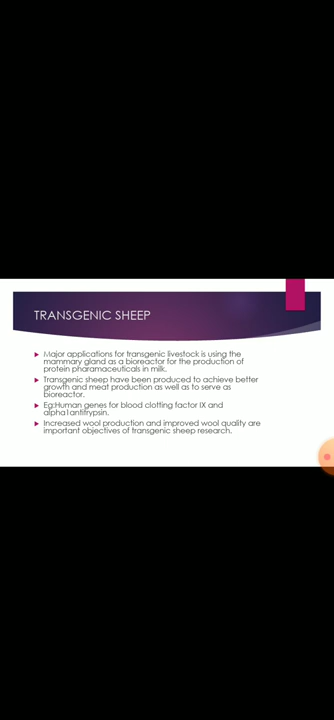 TRANSGENIC SHEEP
Major applications for transgenic livestock is using the
mammary gland as a bioreactor for the production of
protein pharamaceuticals in milk.
Transgenic sheep have been produced to achieve better
growth and meat production as well as to serve as
bioreactor.
Eg:Human genes for blood clotting factor IX and
alpha1antitrypsin.
Increased wool production and improved wool quality are
important objectives of transgenic sheep research.